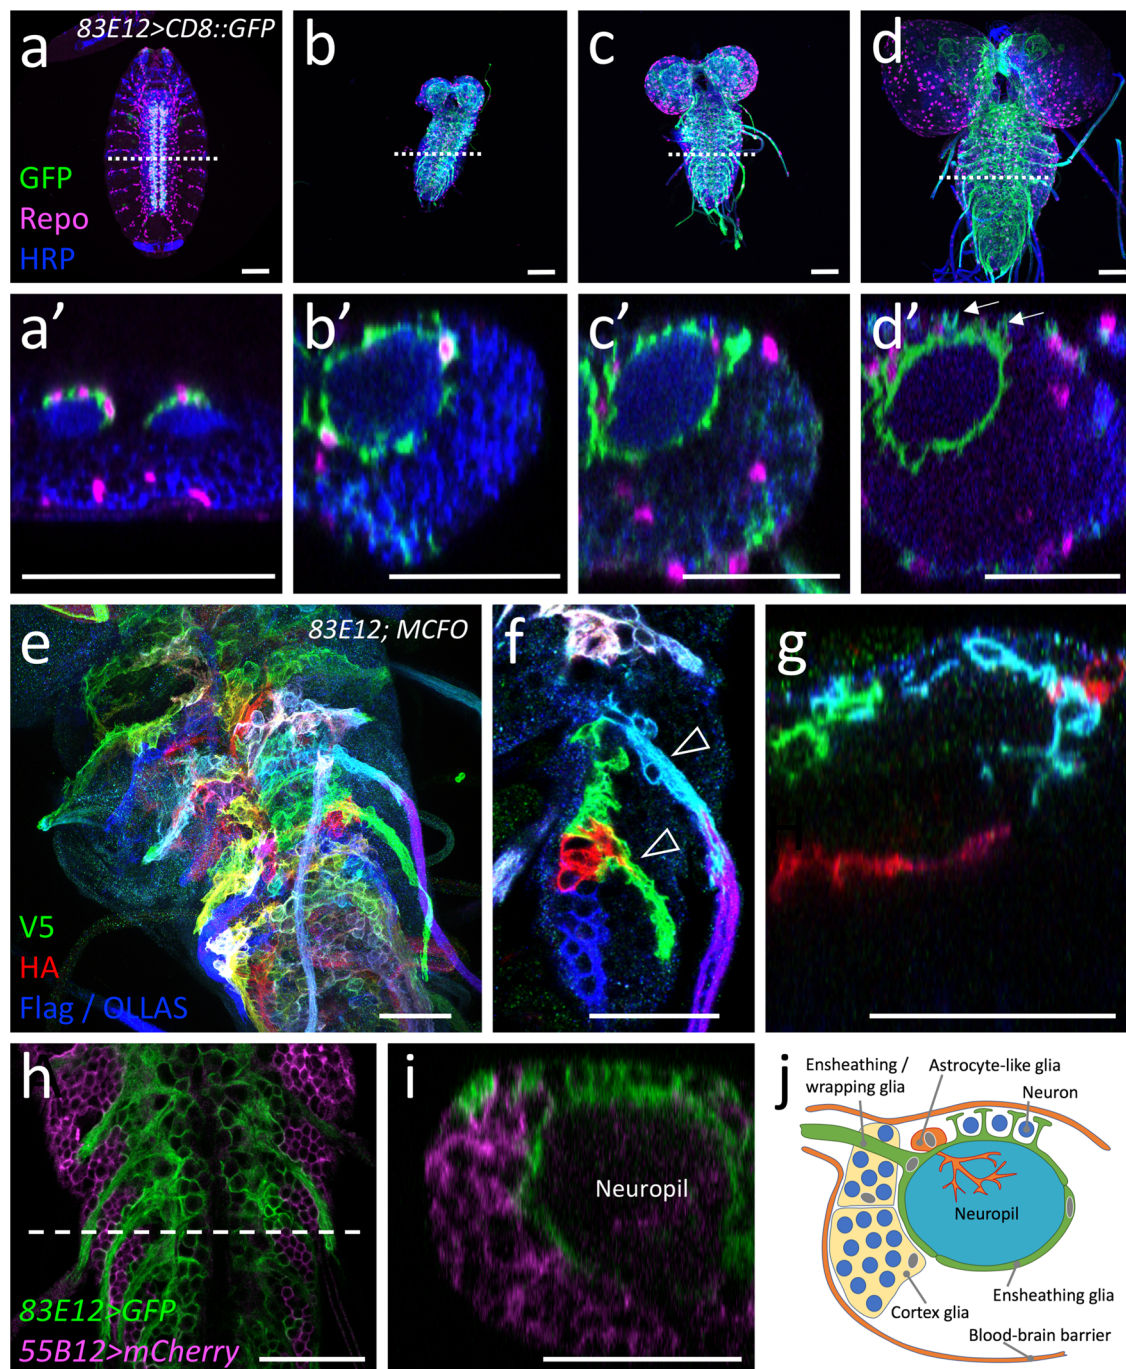 a
83E12>CD8::GFP
GFP
Repo
HRP
b
c
d
a’
b’
c’
d’
e
83E12; MCFO
V5
HA
Flag / OLLAS
f
g
H
h
83E12>GFP
55B12>mCherry
i
Neuropil
j
Ensheathing /
wrapping glia
Astrocyte-like glia
Neuron
Neuropil
Cortex glia
Ensheathing glia
Blood-brain barrier